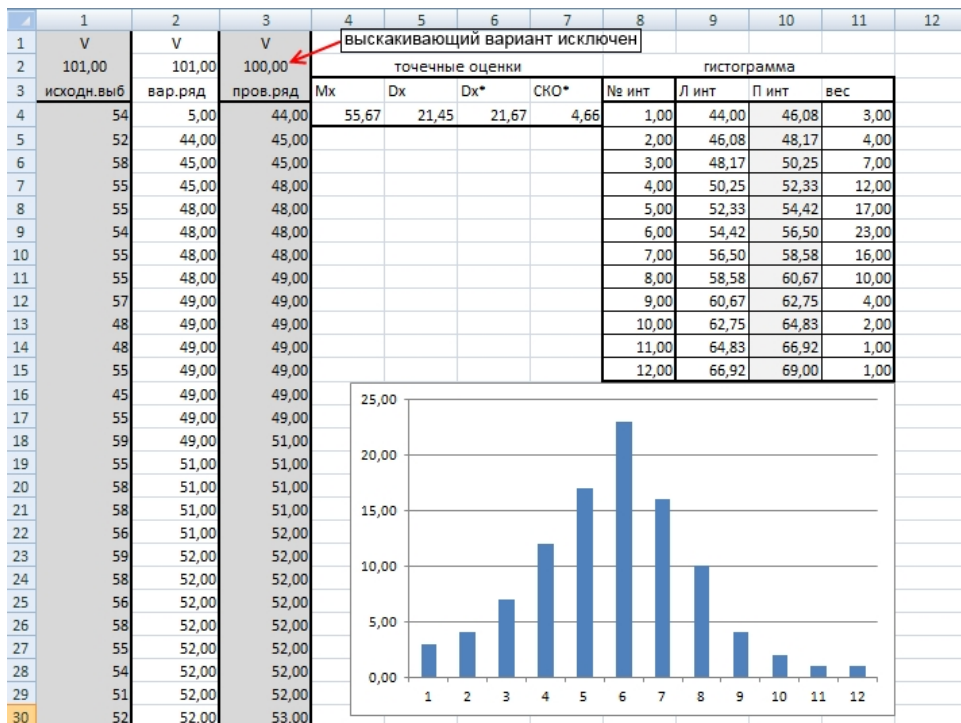 1 2 3 4 5 6 7 8 9 10 11 12
1 V V V выскакивающий вариант исключен
2 101,00 101,00 100,00 точечные оценки гистограмма
3 исходн.выб вар.ряд пров.ряд Мх Dx Dx* СКО* № инт Л инт П инт вес
4 54 5,00 44,00 55,67 21,45 21,67 4,66 1,00 44,00 46,08 3,00
5 52 44,00 45,00 2,00 46,08 48,17 4,00
6 58 45,00 45,00 3,00 48,17 50,25 7,00
7 55 45,00 48,00 4,00 50,25 52,33 12,00
8 55 48,00 48,00 5,00 52,33 54,42 17,00
9 54 48,00 48,00 6,00 54,42 56,50 23,00
10 55 48,00 48,00 7,00 56,50 58,58 16,00
11 55 48,00 49,00 8,00 58,58 60,67 10,00
12 57 49,00 49,00 9,00 60,67 62,75 4,00
13 48 49,00 49,00 10,00 62,75 64,83 2,00
14 48 49,00 49,00 11,00 64,83 66,92 1,00
15 55 49,00 49,00 12,00 66,92 69,00 1,00
16 45 49,00 49,00
17 55 49,00 49,00
18 59 49,00 51,00
19 55 51,00 51,00
20 58 51,00 51,00
21 58 51,00 51,00
22 56 51,00 52,00
23 59 52,00 52,00
24 58 52,00 52,00
25 56 52,00 52,00
26 58 52,00 52,00
27 55 52,00 52,00
28 54 52,00 52,00
29 51 52,00 52,00
30 52 52,00 53,00
25,00
20,00
15,00
10,00
5,00
0,00
1 2 3 4 5 6 7 8 9 10 11 12